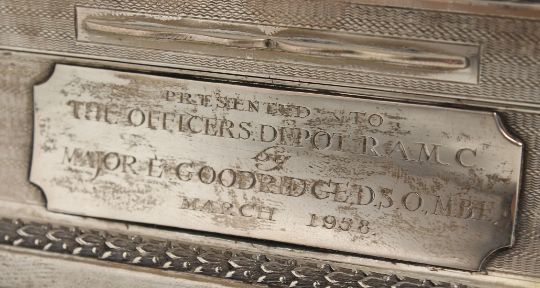 PRESENTED TO
THE OFFICERS. DEPOT R.A.M.C.
by
MAJOR E. GOODRIDGE. D.S.O, M.B.E.
MARCH 1938.